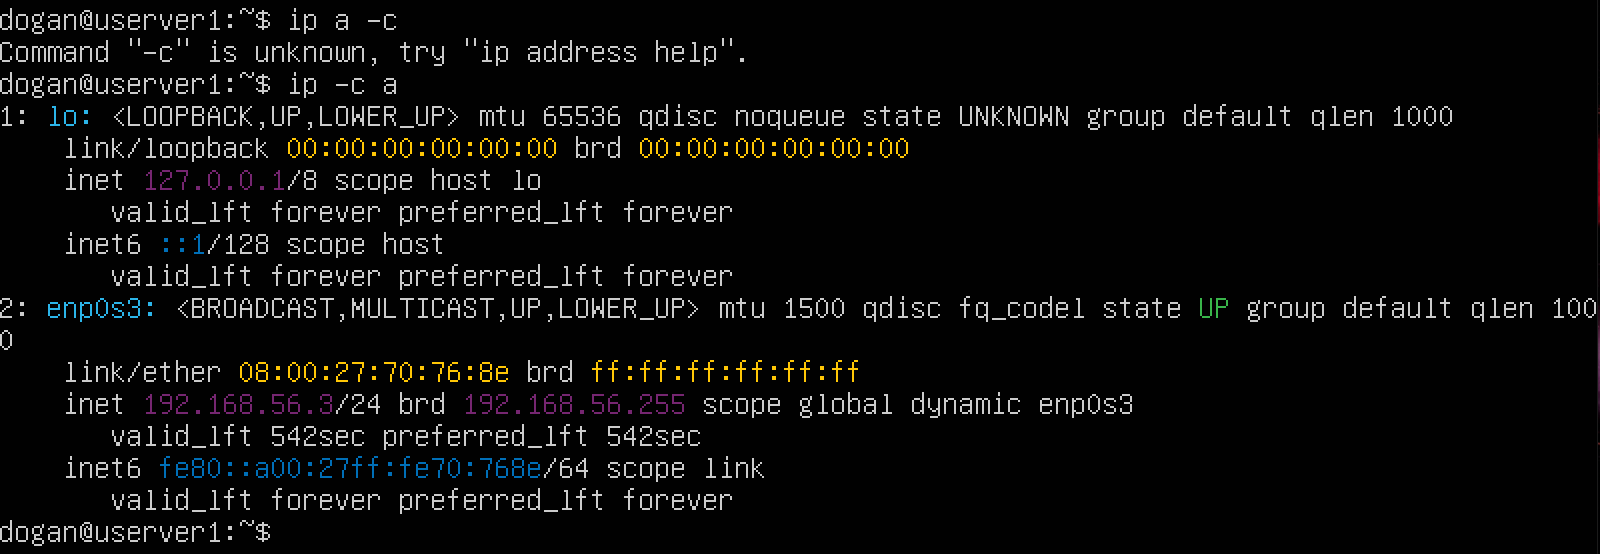 dogan@userver1:~$ ip a -c
Command "-c" is unknown, try "ip address help".
dogan@userver1:~$ ip -c a
1: lo: <LOOPBACK,UP,LOWER_UP> mtu 65536 qdisc noqueue state UNKNOWN group default qlen 1000
    link/loopback 00:00:00:00:00:00 brd 00:00:00:00:00:00
    inet 127.0.0.1/8 scope host lo
       valid_lft forever preferred_lft forever
    inet6 ::1/128 scope host
       valid_lft forever preferred_lft forever
2: enp0s3: <BROADCAST,MULTICAST,UP,LOWER_UP> mtu 1500 qdisc fq_codel state UP group default qlen 100
0
    link/ether 08:00:27:70:76:8e brd ff:ff:ff:ff:ff:ff
    inet 192.168.56.3/24 brd 192.168.56.255 scope global dynamic enp0s3
       valid_lft 542sec preferred_lft 542sec
    inet6 fe80::a00:27ff:fe70:768e/64 scope link
       valid_lft forever preferred_lft forever
dogan@userver1:~$